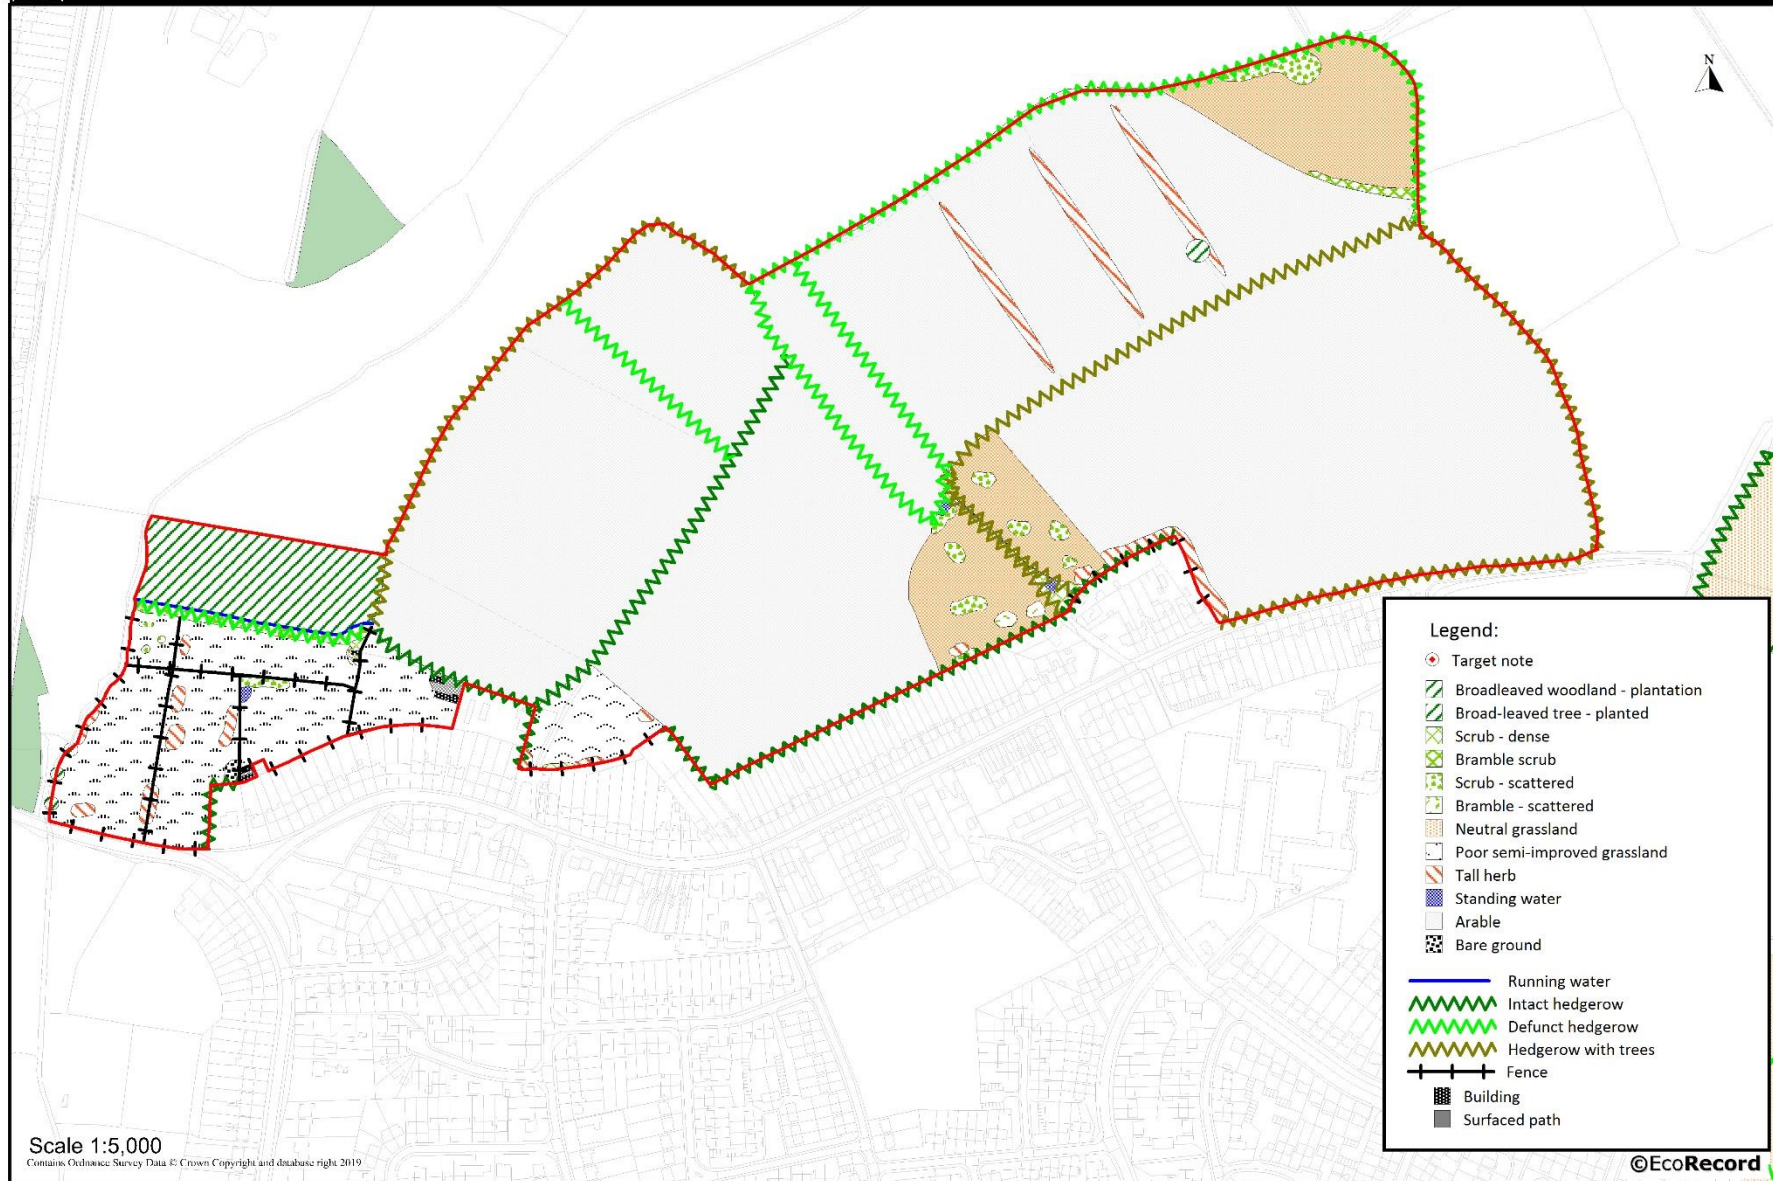 N
Legend:
Target note
Broadleaved woodland - plantation
Broad-leaved tree - planted
Scrub - dense
Bramble scrub
Scrub - scattered
Bramble - scattered
Neutral grassland
Poor semi-improved grassland
Tall herb
Standing water
Arable
Bare ground
Running water
Intact hedgerow
Defunct hedgerow
Hedgerow with trees
Fence
Building
Surfaced path
Scale 1:5,000
Contains Ordnance Survey Data © Crown Copyright and database right 2019
©EcoRecord